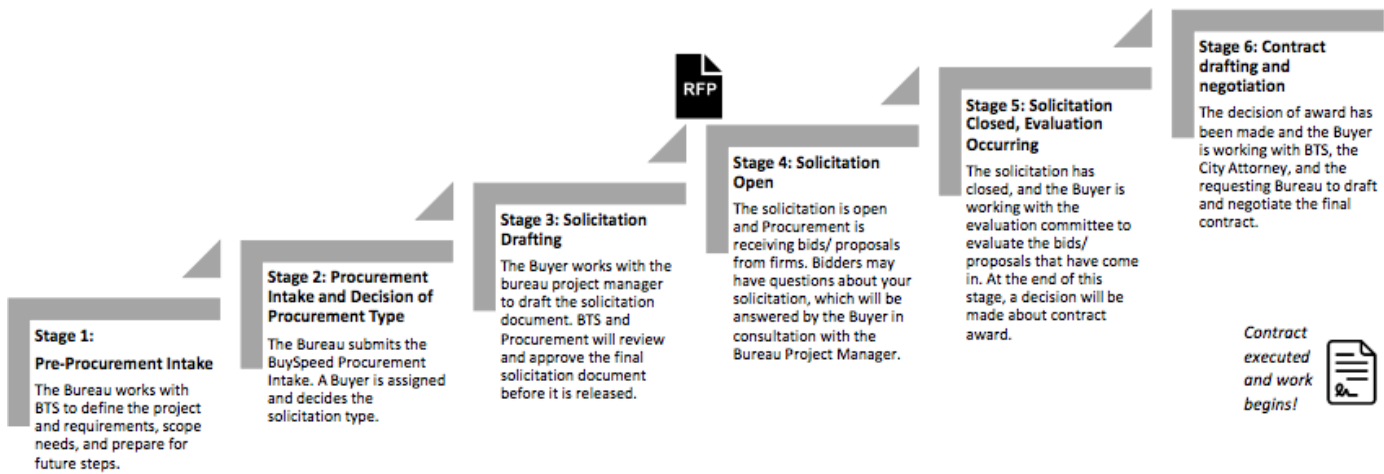 Stage 1:
Pre-Procurement Intake
The Bureau works with
BTS to define the project
and requirements, scope
needs, and prepare for
future steps.
Stage 2: Procurement
Intake and Decision of
Procurement Type
The Bureau submits the
BuySpeed Procurement
Intake. A Buyer is assigned
and decides the
solicitation type.
Stage 3: Solicitation
Drafting
The Buyer works with the
bureau project manager
to draft the solicitation
document. BTS and
Procurement will review
and approve the final
solicitation document
before it is released.
RFP
Stage 4: Solicitation
Open
The solicitation is open
and Procurement is
receiving bids/ proposals
from firms. Bidders may
have questions about your
solicitation, which will be
answered by the Buyer in
consultation with the
Bureau Project Manager.
Stage 5: Solicitation
Closed, Evaluation
Occurring
The solicitation has
closed, and the Buyer is
working with the
evaluation committee to
evaluate the bids/
proposals that have come
in. At the end of this
stage, a decision will be
made about contract
award.
Stage 6: Contract
drafting and
negotiation
The decision of award has
been made and the Buyer
is working with BTS, the
City Attorney, and the
requesting Bureau to draft
and negotiate the final
contract.
Contract
executed
and work
begins!